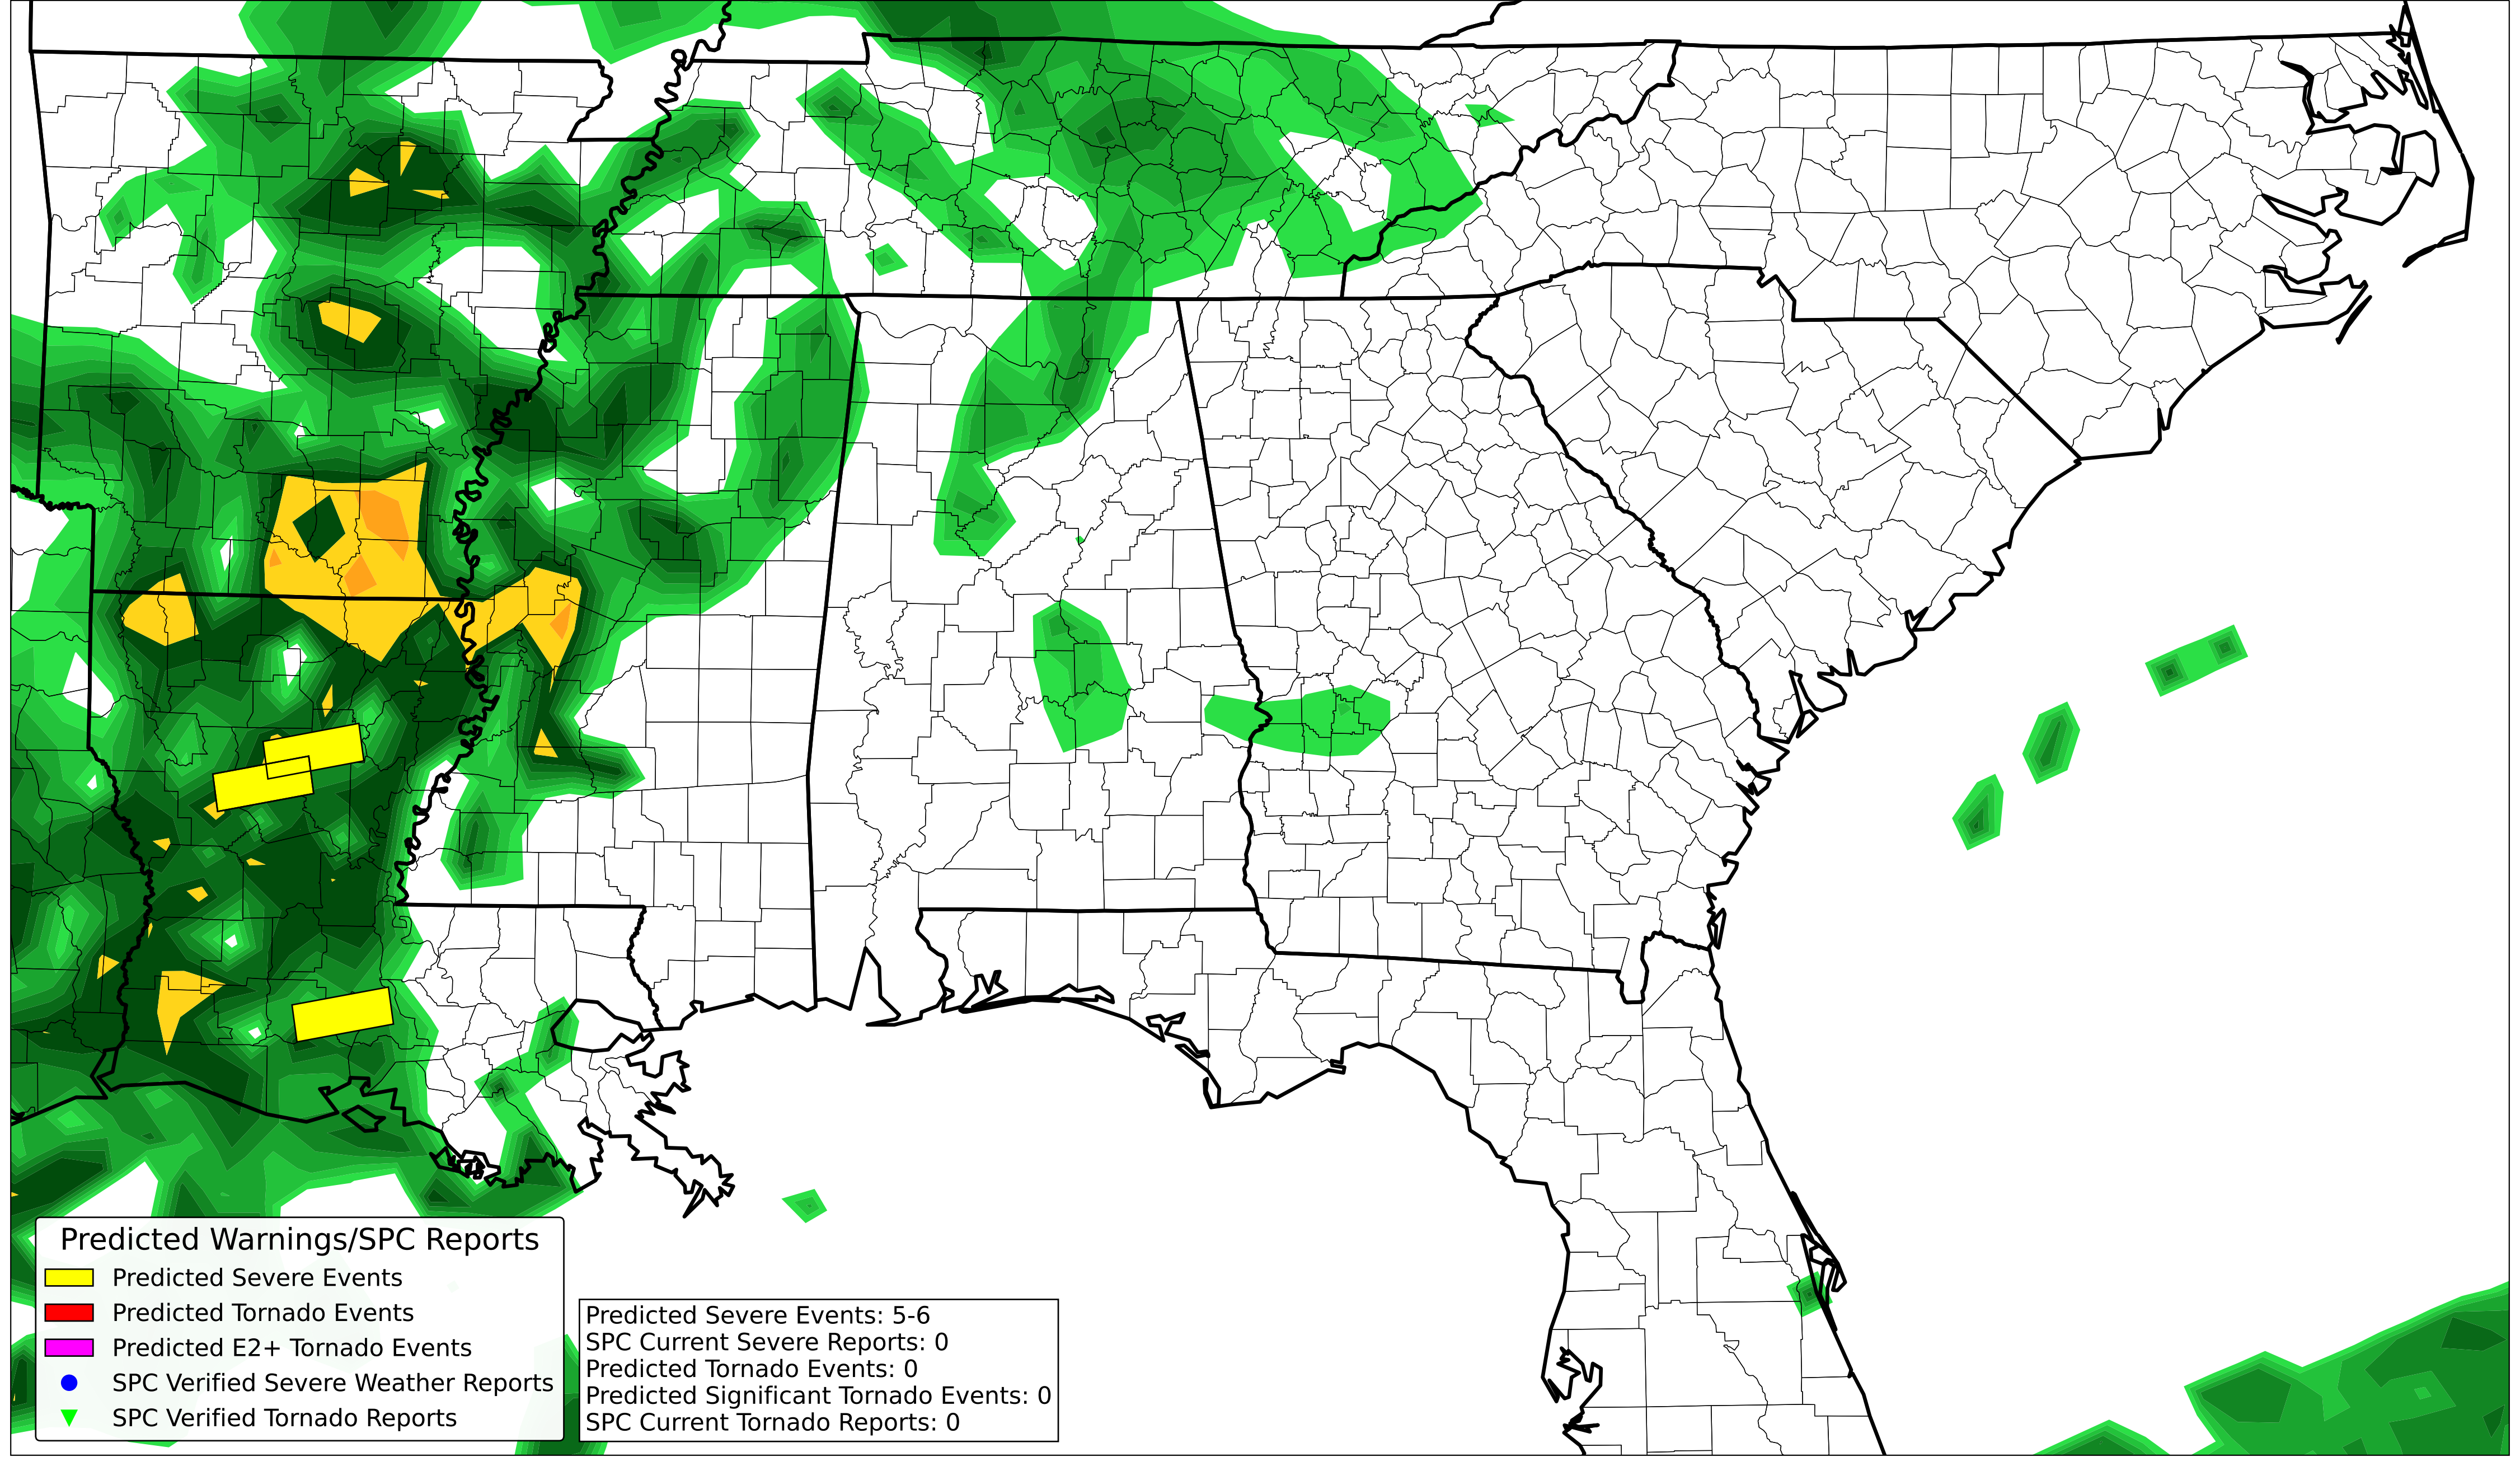 Predicted Warnings/SPC Reports
Predicted Severe Events
Predicted Tornado Events
Predicted E2+ Tornado Events
SPC Verified Severe Weather Reports
SPC Verified Tornado Reports
Predicted Severe Events: 5-6
SPC Current Severe Reports: 0
Predicted Tornado Events: 0
Predicted Significant Tornado Events: 0
SPC Current Tornado Reports: 0